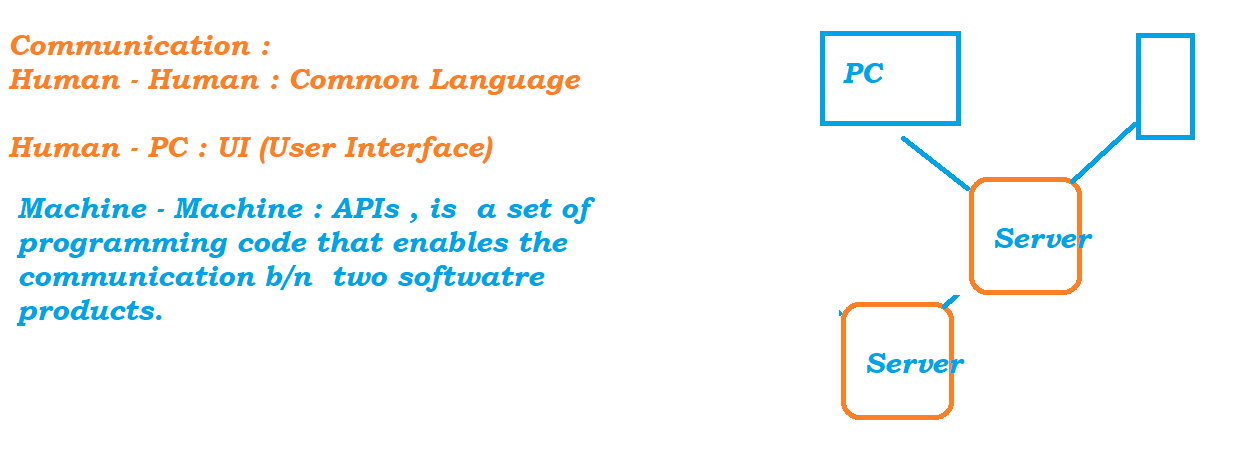 Communication :
Human - Human : Common Language
Human - PC : UI (User Interface)
Machine - Machine : APIs , is  a set of
programming code that enables the
communication b/n  two softwatre
products.
PC
Server
Server